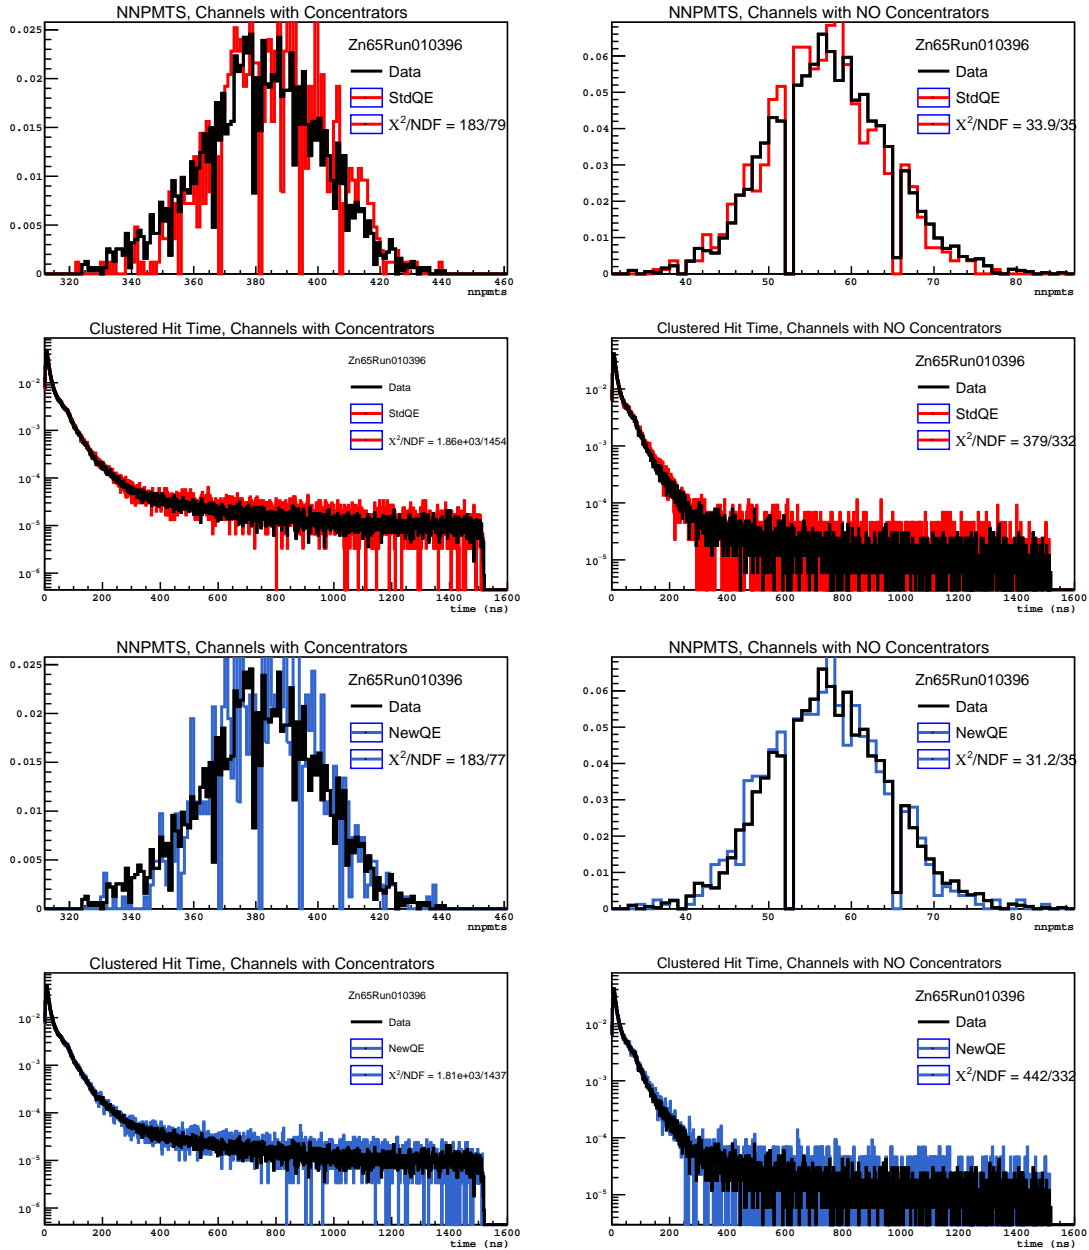 NNPMTS, Channels with Concentrators
0.025
0.02
0.015
0.01
0.005
0
320 340 360 380 400 420 440 460
nnpmts
Zn65Run010396
Data
StdQE
X²/NDF = 183/79
NNPMTS, Channels with NO Concentrators
0.06
0.05
0.04
0.03
0.02
0.01
0
40 50 60 70 80
nnpmts
Zn65Run010396
Data
StdQE
X²/NDF = 33.9/35
Clustered Hit Time, Channels with Concentrators
10⁻²
10⁻³
10⁻⁴
10⁻⁵
10⁻⁶
0 200 400 600 800 1000 1200 1400 1600
time (ns)
Zn65Run010396
Data
StdQE
X²/NDF = 1.86e+03/1454
Clustered Hit Time, Channels with NO Concentrators
10⁻²
10⁻³
10⁻⁴
10⁻⁵
0 200 400 600 800 1000 1200 1400 1600
time (ns)
Zn65Run010396
Data
StdQE
X²/NDF = 379/332
NNPMTS, Channels with Concentrators
0.025
0.02
0.015
0.01
0.005
0
320 340 360 380 400 420 440 460
nnpmts
Zn65Run010396
Data
NewQE
X²/NDF = 183/77
NNPMTS, Channels with NO Concentrators
0.06
0.05
0.04
0.03
0.02
0.01
0
40 50 60 70 80
nnpmts
Zn65Run010396
Data
NewQE
X²/NDF = 31.2/35
Clustered Hit Time, Channels with Concentrators
10⁻²
10⁻³
10⁻⁴
10⁻⁵
10⁻⁶
0 200 400 600 800 1000 1200 1400 1600
time (ns)
Zn65Run010396
Data
NewQE
X²/NDF = 1.81e+03/1437
Clustered Hit Time, Channels with NO Concentrators
10⁻²
10⁻³
10⁻⁴
10⁻⁵
0 200 400 600 800 1000 1200 1400 1600
time (ns)
Zn65Run010396
Data
NewQE
X²/NDF = 442/332